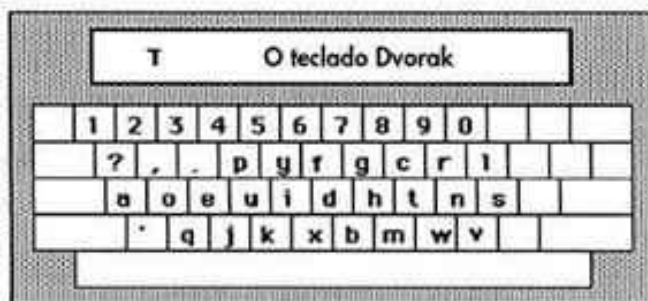 T O teclado Dvorak
1 2 3 4 5 6 7 8 9 0
? , . p y f g c r l
a o e u i d h t n s
' q j k x b m w v